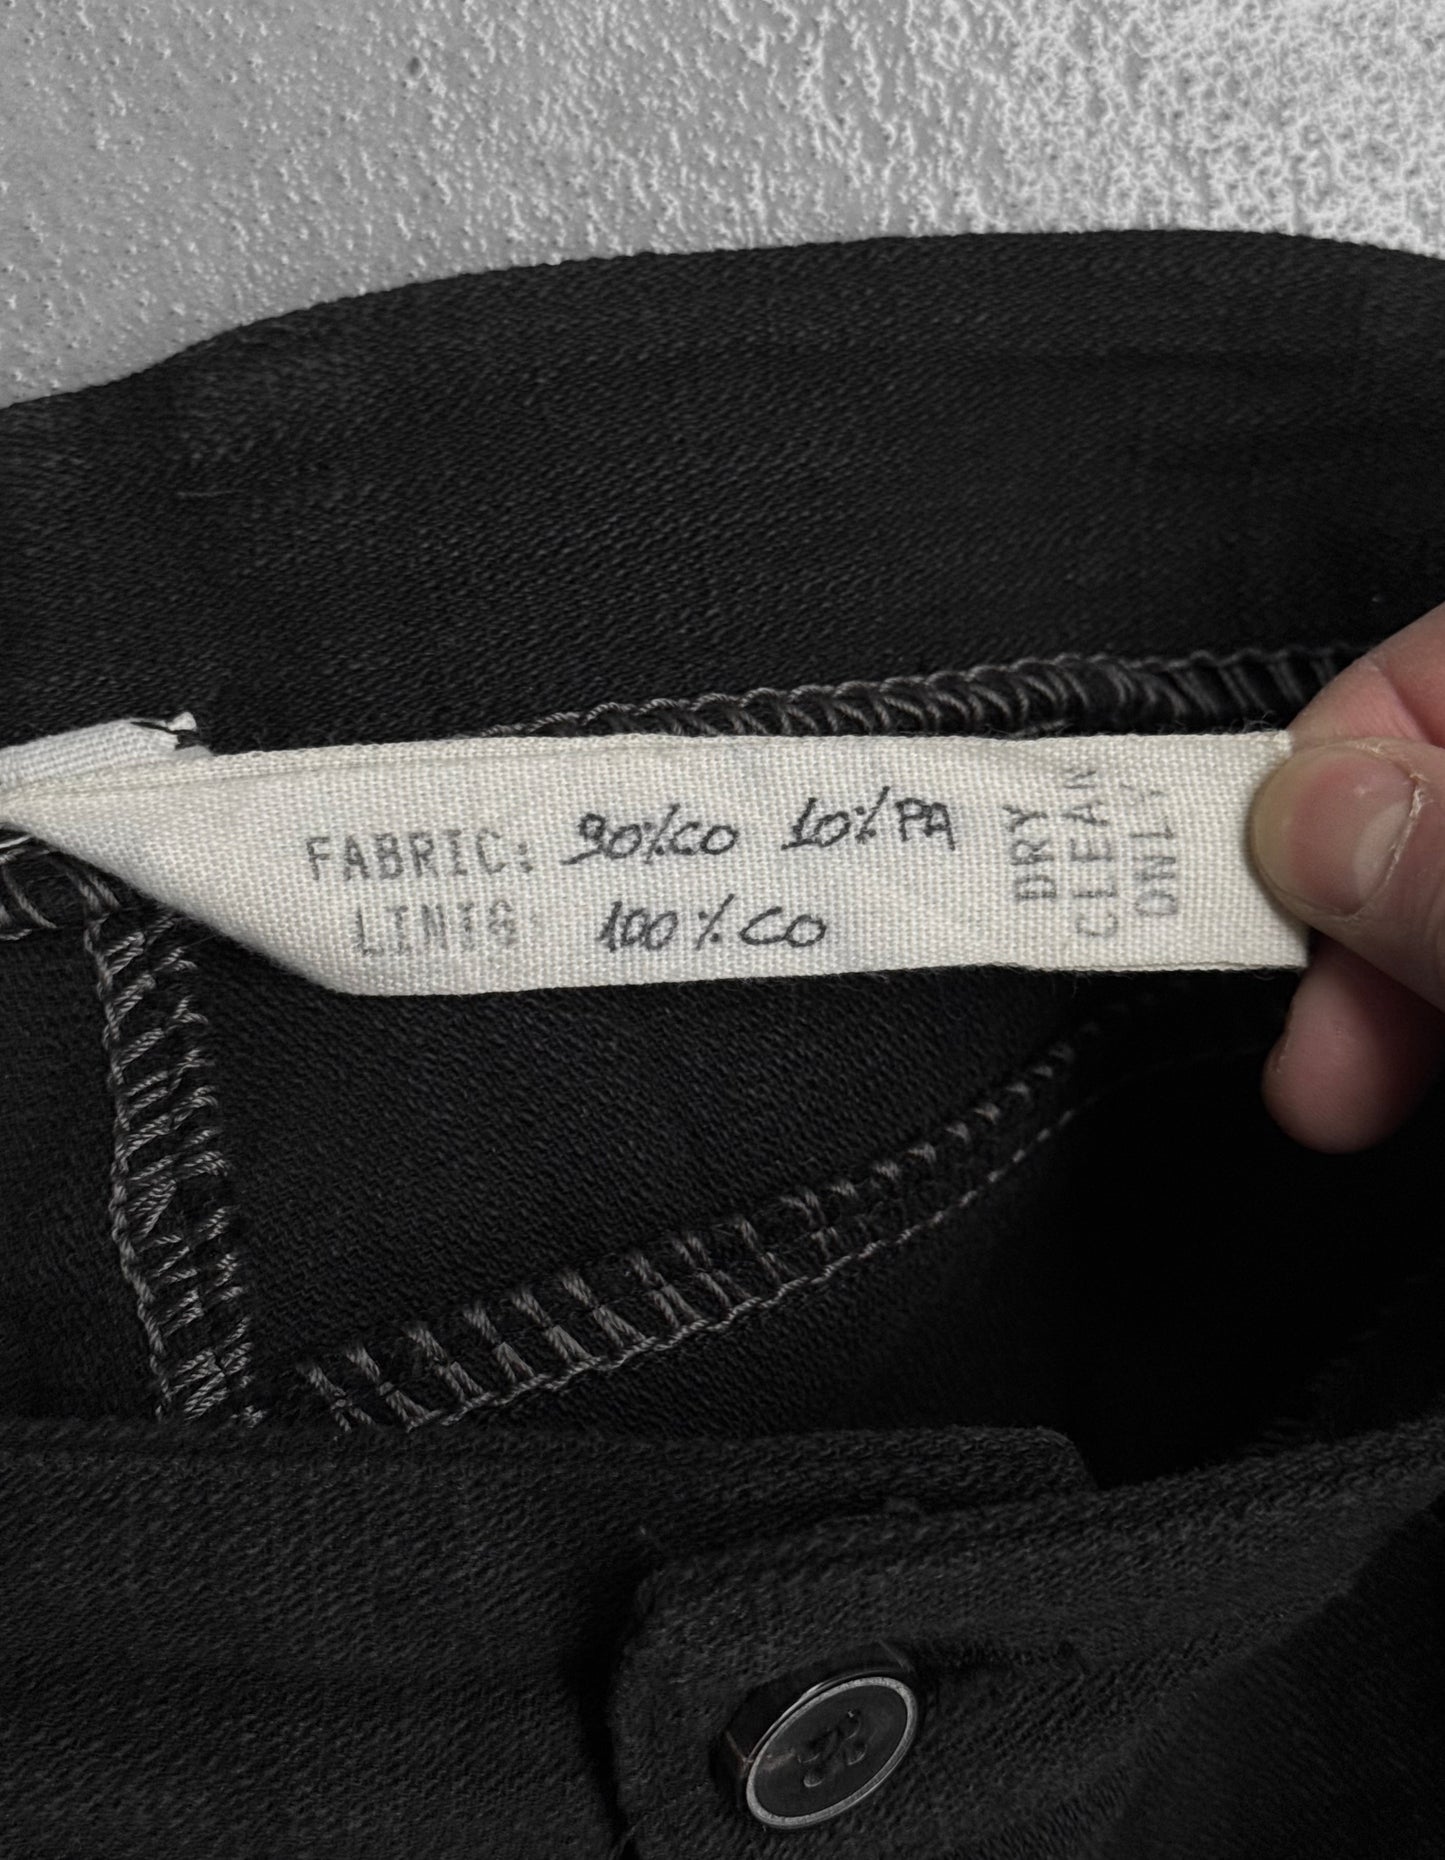 FABRIC: 90%CO 10%PA
LINIG: 100%CO
DRY
CLEAN
ONLY